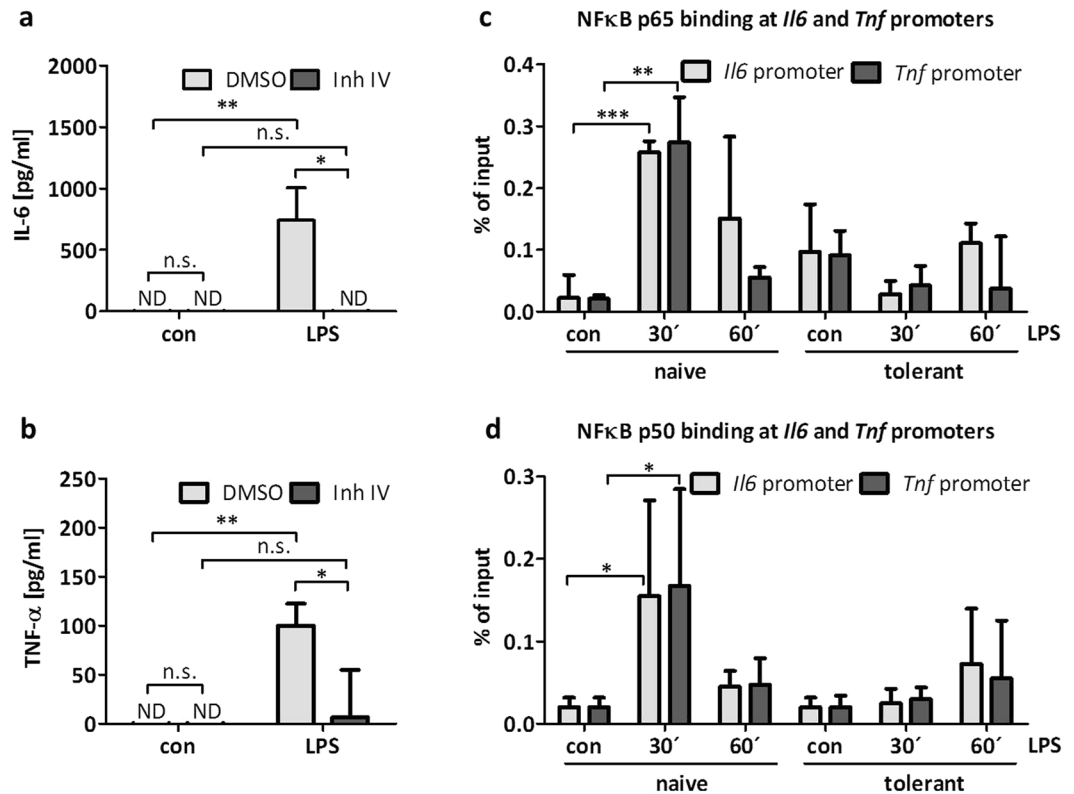 a
2000
1500
1000
500
0
IL-6 [pg/ml]
DMSO Inh IV
**
n.s.
*
n.s.
ND ND ND
con LPS
b
250
200
150
100
50
0
TNF-α [pg/ml]
DMSO Inh IV
**
n.s.
*
n.s.
ND ND
con LPS
c NFκB p65 binding at Il6 and Tnf promoters
0.4
0.3
0.2
0.1
0.0
% of input
Il6 promoter Tnf promoter
**
***
con 30´ 60´ con 30´ 60´ LPS
naive tolerant
d NFκB p50 binding at Il6 and Tnf promoters
0.3
0.2
0.1
0.0
% of input
Il6 promoter Tnf promoter
*
*
con 30´ 60´ con 30´ 60´ LPS
naive tolerant